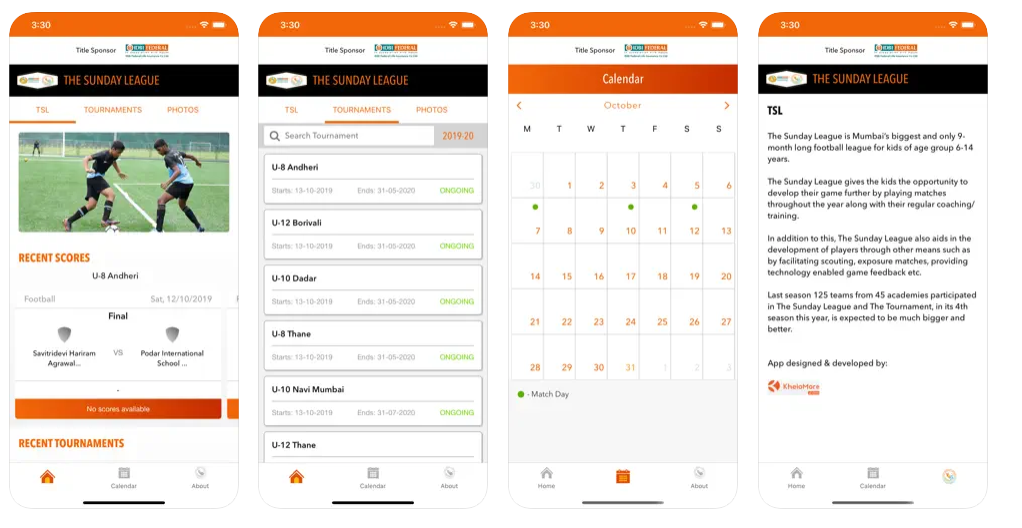 3:30
Title Sponsor
IDBI FEDERAL
THE SUNDAY LEAGUE
TSL TOURNAMENTS PHOTOS
RECENT SCORES
U-8 Andheri
Football Sat, 12/10/2019
Final
Savitridevi Hariram Agrawal...
VS
Podar International School ...
-
No scores available
RECENT TOURNAMENTS
Calendar
About
3:30
Title Sponsor
IDBI FEDERAL
THE SUNDAY LEAGUE
TSL TOURNAMENTS PHOTOS
Search Tournament 2019-20
U-8 Andheri
Starts: 13-10-2019 Ends: 31-05-2020 ONGOING
U-12 Borivali
Starts: 13-10-2019 Ends: 31-05-2020 ONGOING
U-10 Dadar
Starts: 13-10-2019 Ends: 31-05-2020 ONGOING
U-8 Thane
Starts: 13-10-2019 Ends: 31-05-2020 ONGOING
U-10 Navi Mumbai
Starts: 13-10-2019 Ends: 31-07-2020 ONGOING
U-12 Thane
Calendar
About
3:30
Title Sponsor
IDBI FEDERAL
Calendar
October
M T W T F S S
30 1 2 3 4 5 6
7 8 9 10 11 12 13
14 15 16 17 18 19 20
21 22 23 24 25 26 27
28 29 30 31 1 2 3
- Match Day
Home
About
3:30
Title Sponsor
IDBI FEDERAL
THE SUNDAY LEAGUE
TSL
The Sunday League is Mumbai's biggest and only 9-
month long football league for kids of age group 6-14
years.
The Sunday League gives the kids the opportunity to
develop their game further by playing matches
throughout the year along with their regular coaching/
training.
In addition to this, The Sunday League also aids in the
development of players through other means such as
by facilitating scouting, exposure matches, providing
technology enabled game feedback etc.
Last season 125 teams from 45 academies participated
in The Sunday League and The Tournament, in its 4th
season this year, is expected to be much bigger and
better.
App designed & developed by:
KheloMore
Home
Calendar